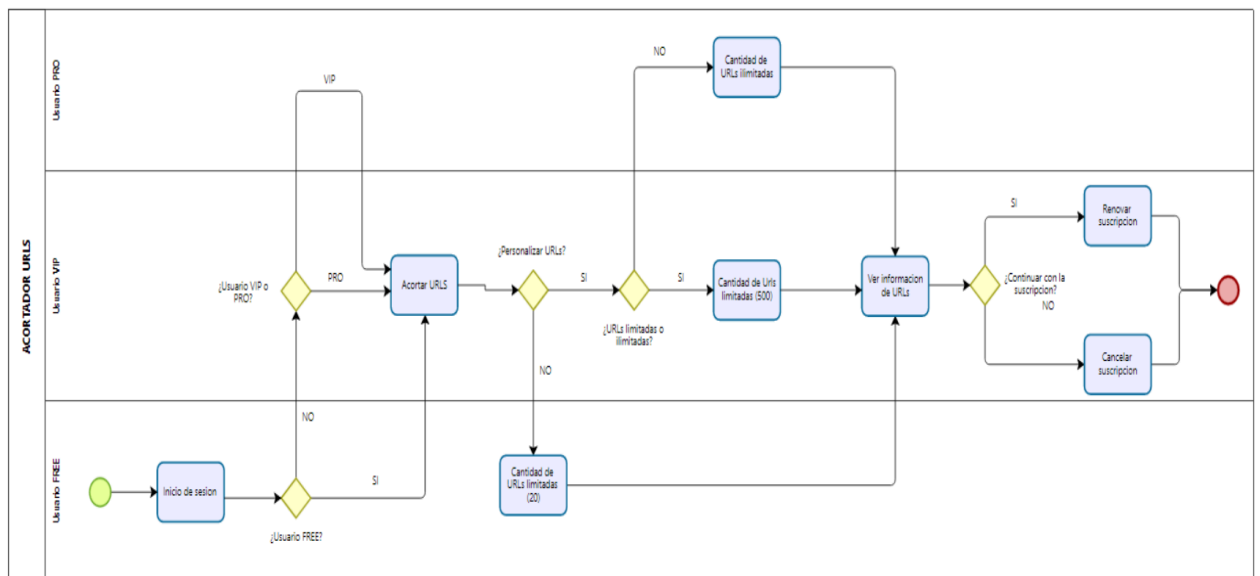 ACORTADOR URLS
Usuario PRO
VIP
NO
Cantidad de
URLs ilimitadas
Usuario VIP
¿Usuario VIP o
PRO?
PRO
Acortar URLS
¿Personalizar URLs?
SI
¿URLs limitadas o
ilimitadas?
SI
Cantidad de Urls
limitadas (500)
Ver informacion
de URLs
¿Continuar con la
suscripcion?
SI
Renovar
suscripcion
NO
Cancelar
suscripcion
NO
Usuario FREE
NO
Inicio de sesion
¿Usuario FREE?
SI
Cantidad de
URLs limitadas
(20)